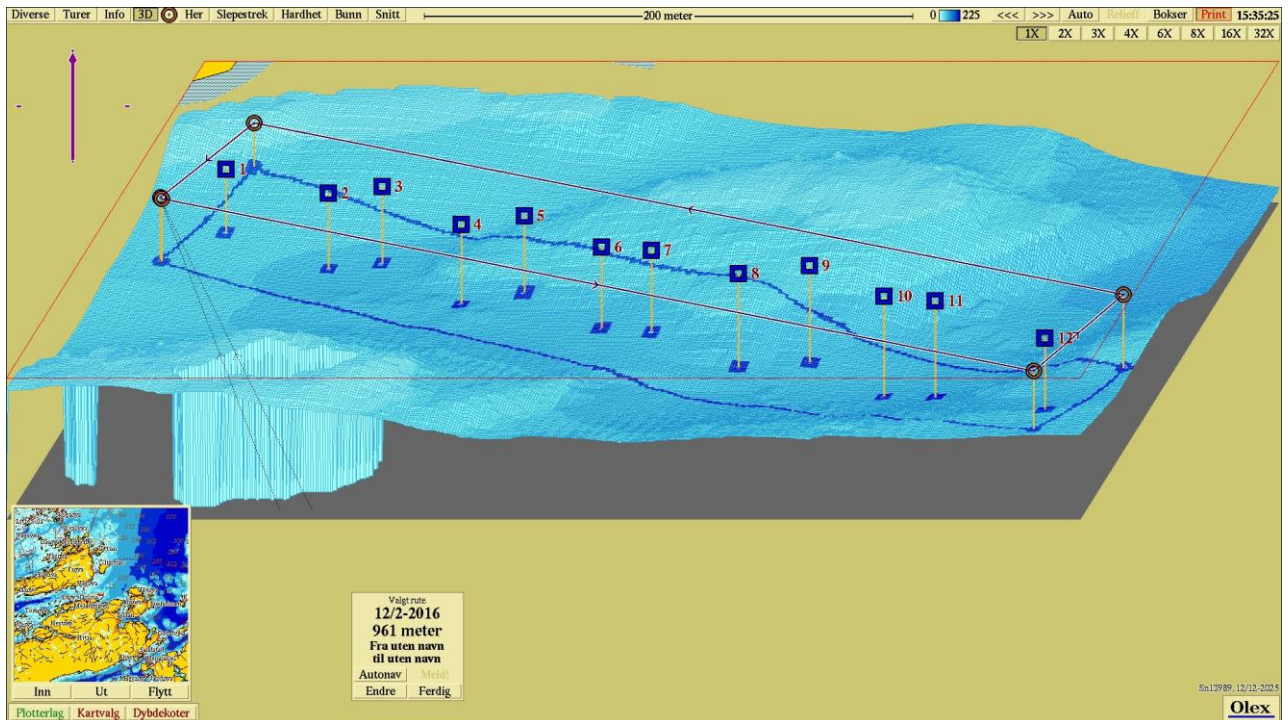 Diverse Turer Info 3D Her Slepestrek Hardhet Bunn Snitt 200 meter 0 225 <<< >>> Auto Relieff Bokser Print 15:35:25
1X 2X 3X 4X 6X 8X 16X 32X
1
2
3
4
5
6
7
8
9
10
11
12
Valgt rute
12/2-2016
961 meter
Fra uten navn
til uten navn
Autonav Meld!
Endre Ferdig
Inn Ut Flytt
Plotterlag Kartvalg Dybdekoter
Sn13989, 12/12-2025
Olex